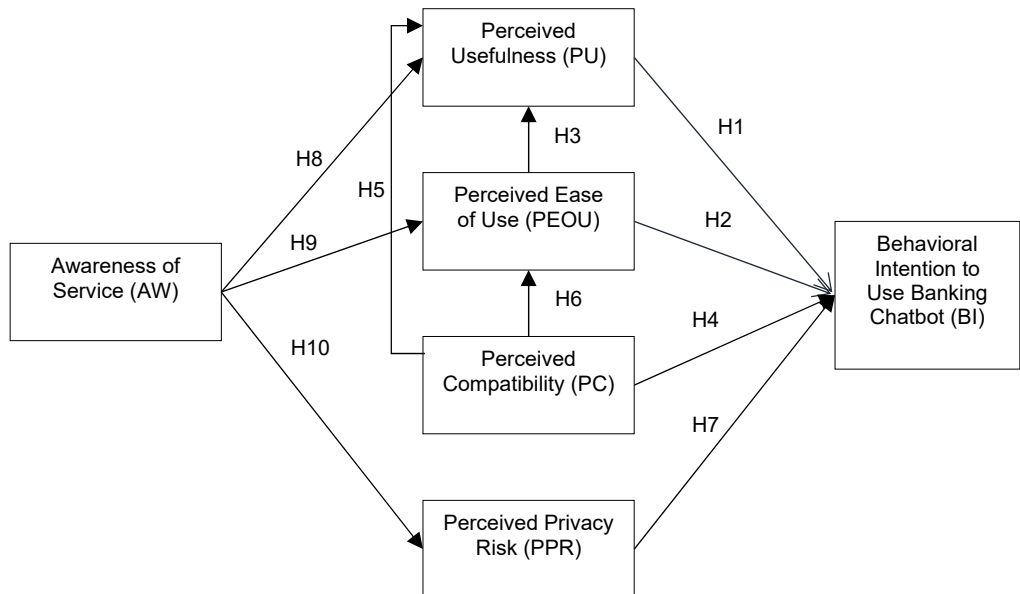 Perceived
Usefulness (PU)
H1
H3
H8
H5
Perceived Ease
of Use (PEOU)
H2
H9
Awareness of
Service (AW)
Behavioral
Intention to
Use Banking
Chatbot (BI)
H6
H4
H10
Perceived
Compatibility (PC)
H7
Perceived Privacy
Risk (PPR)